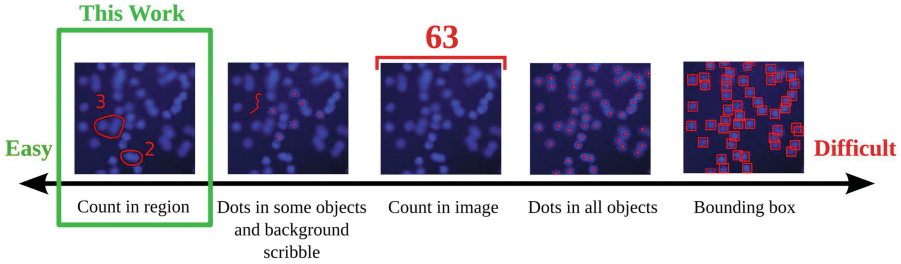 This Work
63
3
2
Easy
Difficult
Count in region
Dots in some objects
and background
scribble
Count in image
Dots in all objects
Bounding box